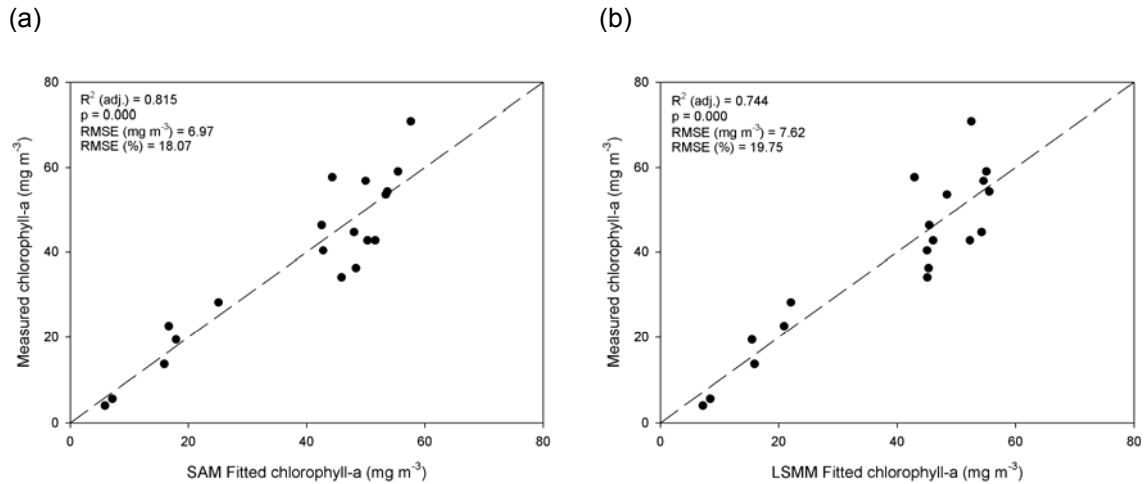 (a)
80
R² (adj.) = 0.815
p = 0.000
RMSE (mg m⁻³) = 6.97
RMSE (%) = 18.07
60
40
20
0
Measured chlorophyll-a (mg m⁻³)
0 20 40 60 80
SAM Fitted chlorophyll-a (mg m⁻³)
(b)
80
R² (adj.) = 0.744
p = 0.000
RMSE (mg m⁻³) = 7.62
RMSE (%) = 19.75
60
40
20
0
Measured chlorophyll-a (mg m⁻³)
0 20 40 60 80
LSMM Fitted chlorophyll-a (mg m⁻³)